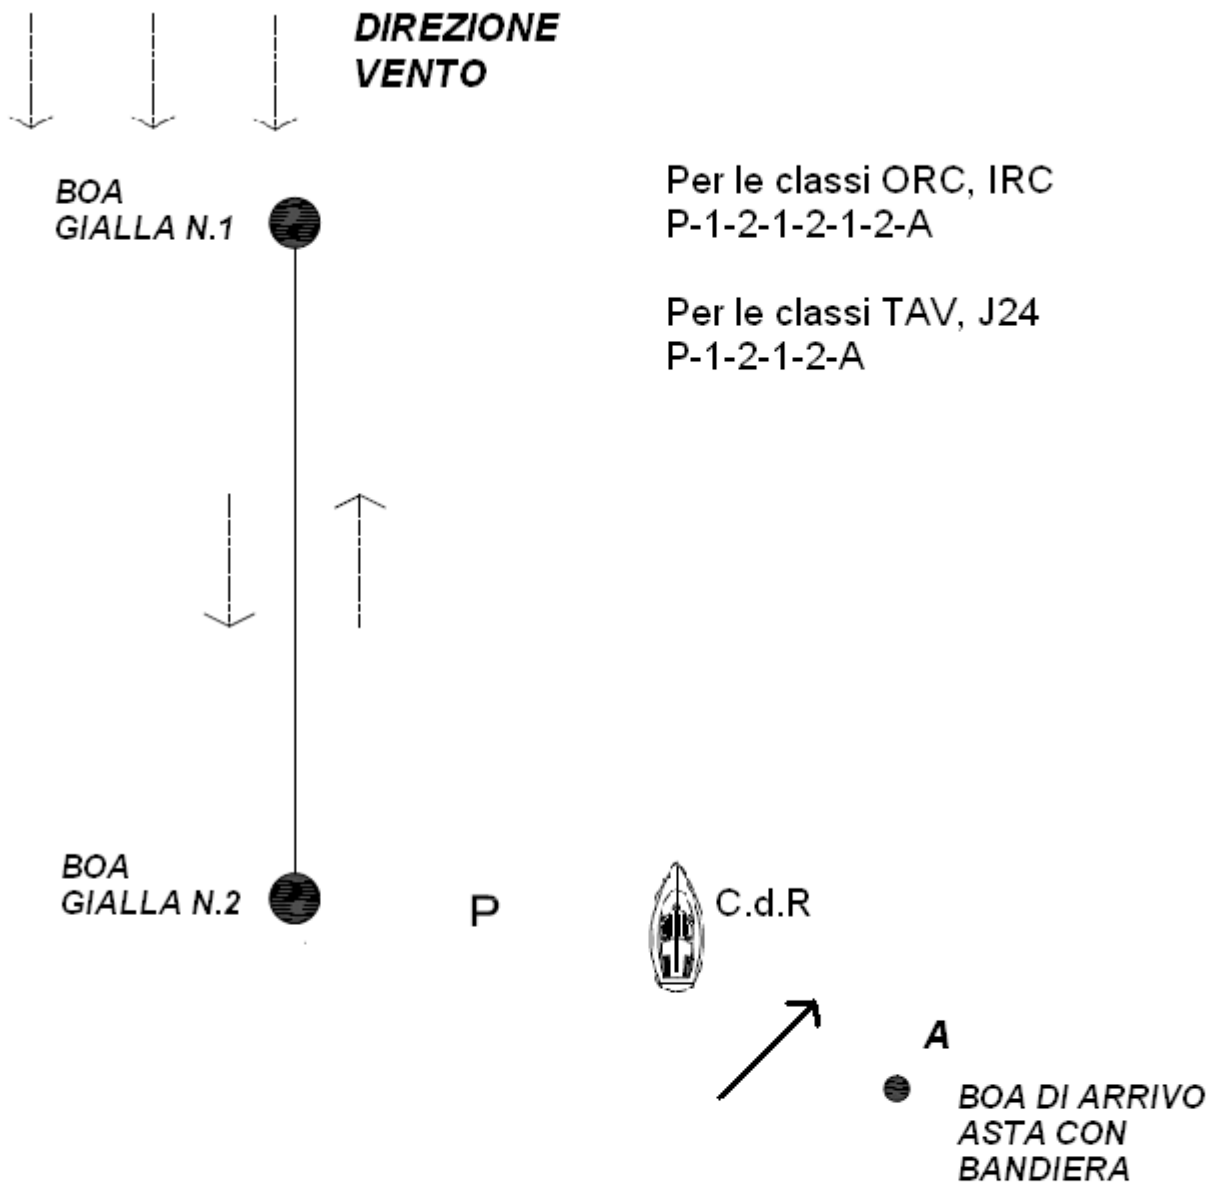 DIREZIONE
VENTO
Per le classi ORC, IRC
P-1-2-1-2-1-2-A
BOA
GIALLA N.1
Per le classi TAV, J24
P-1-2-1-2-A
BOA
GIALLA N.2
P
C.d.R
A
BOA DI ARRIVO
ASTA CON
BANDIERA